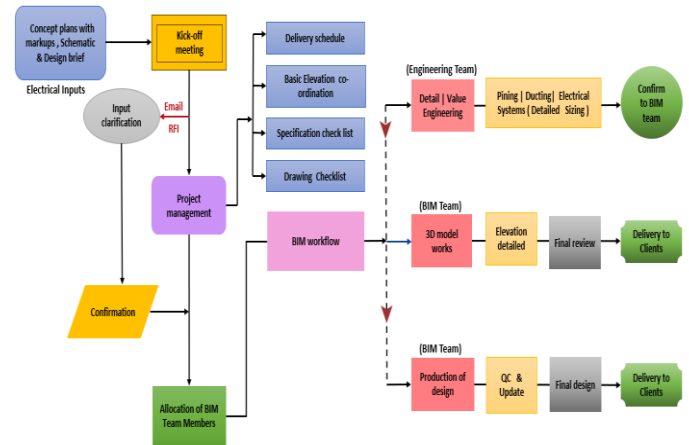 Concept plans with
markups , Schematic
& Design brief
Electrical Inputs
Kick-off
meeting
Delivery schedule
Basic Elevation co-
ordination
Specification check list
Drawing Checklist
Input
clarification
Email
RFI
Project
management
Confirmation
Allocation of BIM
Team Members
BIM workflow
(Engineering Team)
Detail | Value
Engineering
Pining | Ducting| Electrical
Systems ( Detailed Sizing )
Confirm
to BIM
team
(BIM Team)
3D model
works
Elevation
detailed
Final review
Delivery to
Clients
(BIM Team)
Production of
design
QC &
Update
Final design
Delivery to
Clients